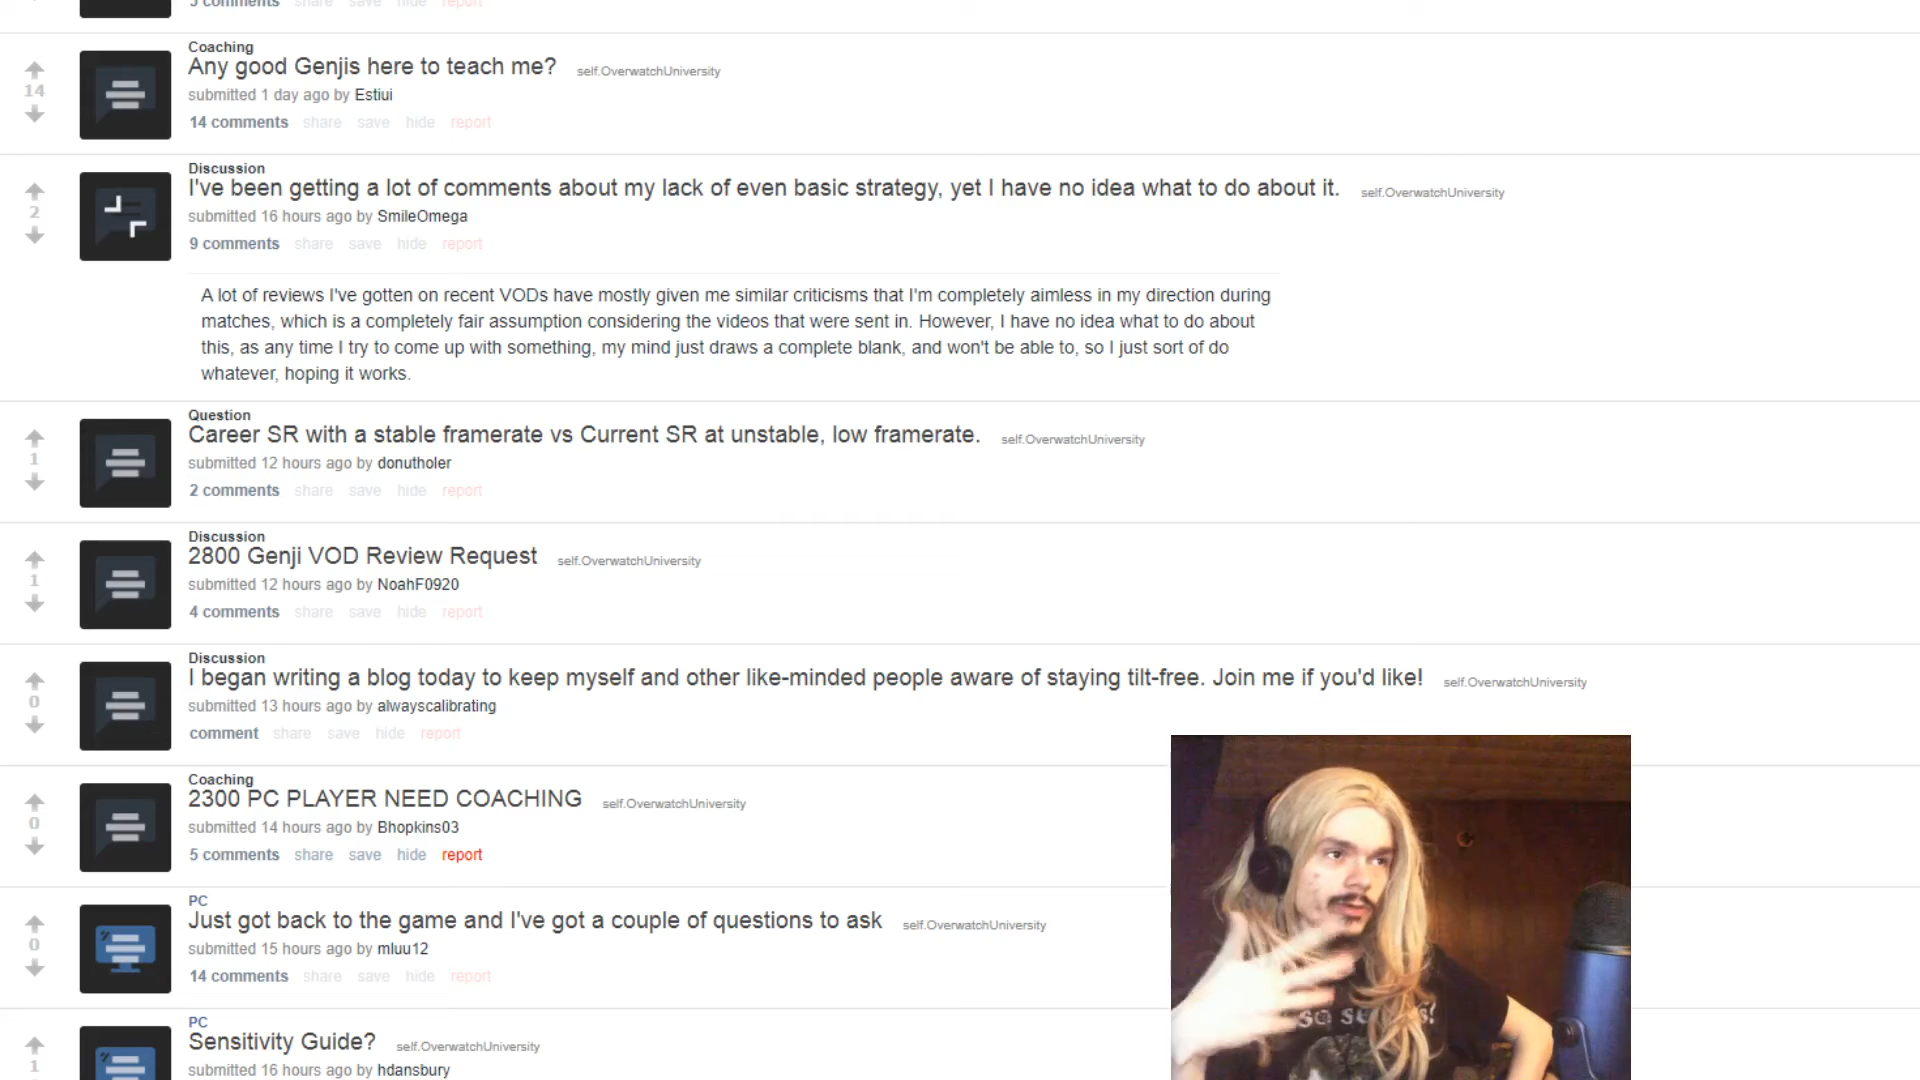 5 comments share save hide report
Coaching
Any good Genjis here to teach me? self.OverwatchUniversity
14
submitted 1 day ago by Estiui
14 comments share save hide report
Discussion
I've been getting a lot of comments about my lack of even basic strategy, yet I have no idea what to do about it. self.OverwatchUniversity
2
submitted 16 hours ago by SmileOmega
9 comments share save hide report
A lot of reviews I've gotten on recent VODs have mostly given me similar criticisms that I'm completely aimless in my direction during
matches, which is a completely fair assumption considering the videos that were sent in. However, I have no idea what to do about
this, as any time I try to come up with something, my mind just draws a complete blank, and won't be able to, so I just sort of do
whatever, hoping it works.
Question
Career SR with a stable framerate vs Current SR at unstable, low framerate. self.OverwatchUniversity
1
submitted 12 hours ago by donutholer
2 comments share save hide report
Discussion
2800 Genji VOD Review Request self.OverwatchUniversity
1
submitted 12 hours ago by NoahF0920
4 comments share save hide report
Discussion
I began writing a blog today to keep myself and other like-minded people aware of staying tilt-free. Join me if you'd like! self.OverwatchUniversity
0
submitted 13 hours ago by alwayscalibrating
comment share save hide report
Coaching
2300 PC PLAYER NEED COACHING self.OverwatchUniversity
0
submitted 14 hours ago by Bhopkins03
5 comments share save hide report
PC
Just got back to the game and I've got a couple of questions to ask self.OverwatchUniversity
0
submitted 15 hours ago by mluu12
14 comments share save hide report
PC
Sensitivity Guide? self.OverwatchUniversity
1
submitted 16 hours ago by hdansbury